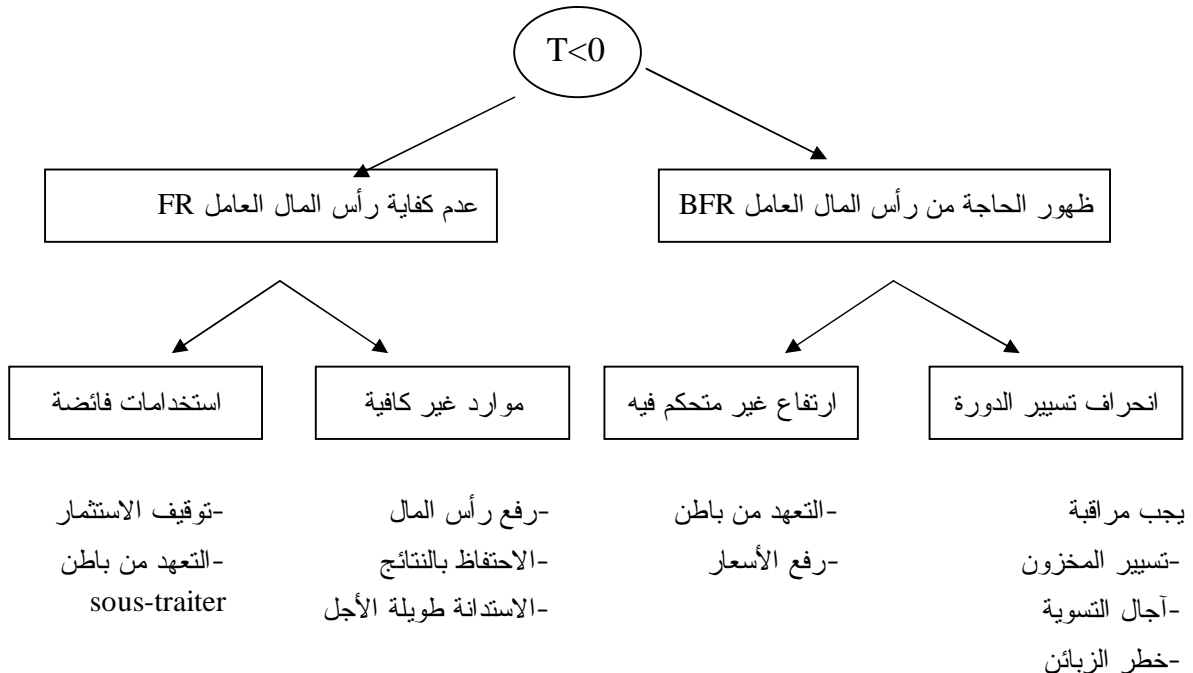 T<0
ظهور الحاجة من رأس المال العامل BFR
عدم كفاية رأس المال العامل FR
انحراف تسيير الدورة
ارتفاع غير متحكم فيه
موارد غير كافية
استخدامات فائضة
يجب مراقبة
-تسيير المخزون
-آجال التسوية
-خطر الزبائن
-التعهد من باطن
-رفع الأسعار
-رفع رأس المال
-الاحتفاظ بالنتائج
-الاستدانة طويلة الأجل
-توقيف الاستثمار
-التعهد من باطن
sous-traiter